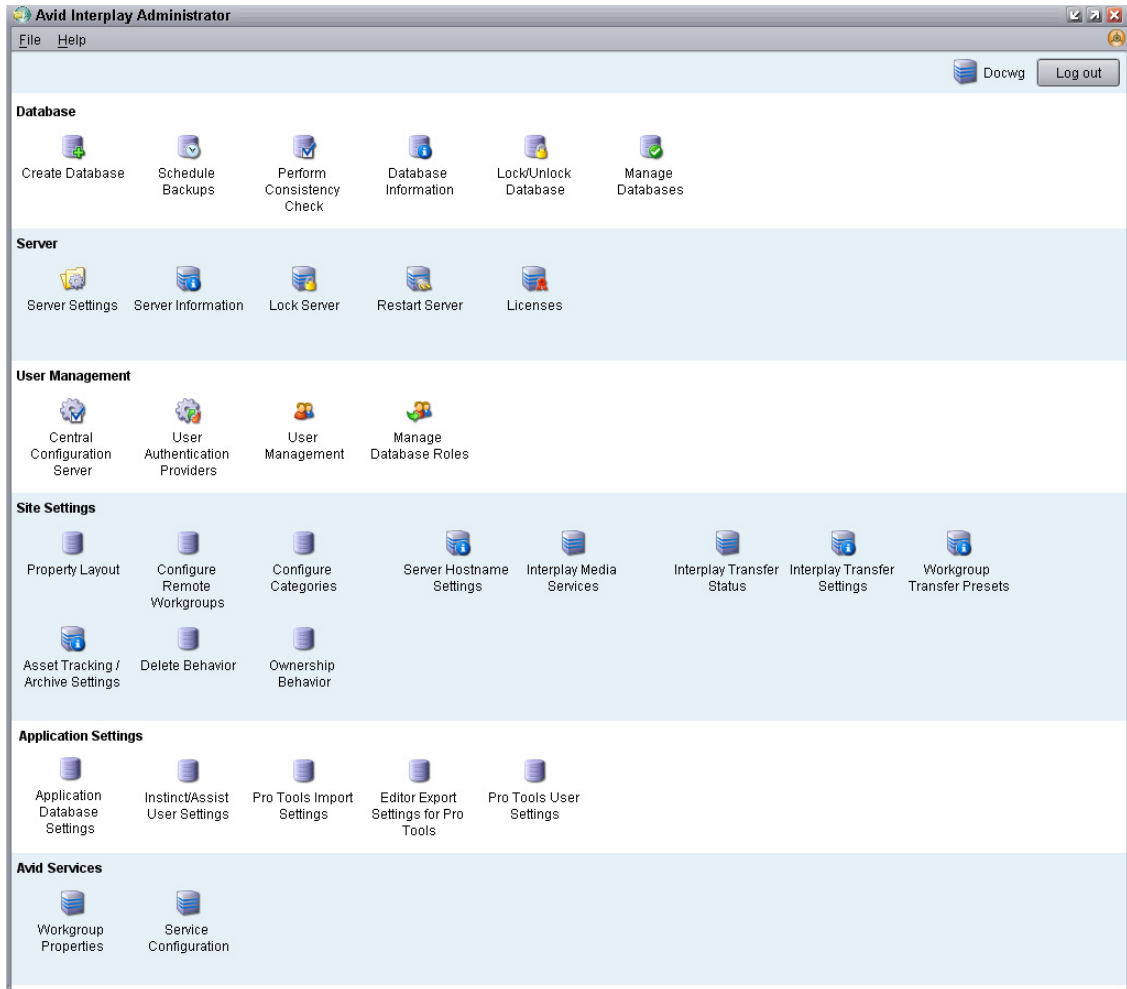 Avid Interplay Administrator
File Help
Docwg Log out
Database
Create Database
Schedule
Backups
Perform
Consistency
Check
Database
Information
Lock/Unlock
Database
Manage
Databases
Server
Server Settings
Server Information
Lock Server
Restart Server
Licenses
User Management
Central
Configuration
Server
User
Authentication
Providers
User
Management
Manage
Database Roles
Site Settings
Property Layout
Configure
Remote
Workgroups
Configure
Categories
Server Hostname
Settings
Interplay Media
Services
Interplay Transfer
Status
Interplay Transfer
Settings
Workgroup
Transfer Presets
Asset Tracking /
Archive Settings
Delete Behavior
Ownership
Behavior
Application Settings
Application
Database
Settings
Instinct/Assist
User Settings
Pro Tools Import
Settings
Editor Export
Settings for Pro
Tools
Pro Tools User
Settings
Avid Services
Workgroup
Properties
Service
Configuration